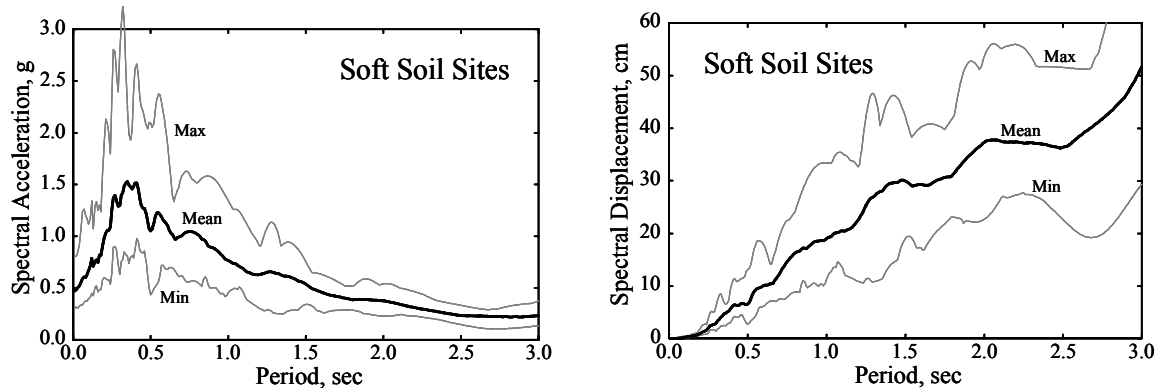 Soft Soil Sites
Spectral Acceleration, g
3.0
2.5
2.0
1.5
1.0
0.5
0.0
Max
Mean
Min
0.0 0.5 1.0 1.5 2.0 2.5 3.0
Period, sec
Soft Soil Sites
Spectral Displacement, cm
60
50
40
30
20
10
0
Max
Mean
Min
0.0 0.5 1.0 1.5 2.0 2.5 3.0
Period, sec